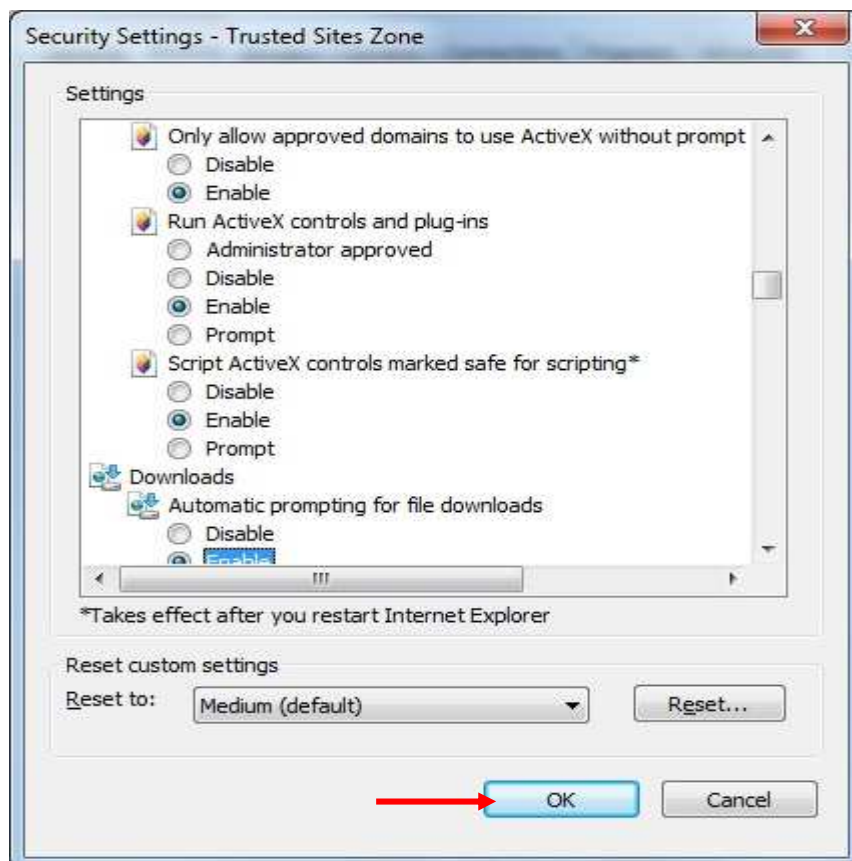 Security Settings - Trusted Sites Zone
Settings
Only allow approved domains to use ActiveX without prompt
Disable
Enable
Run ActiveX controls and plug-ins
Administrator approved
Disable
Enable
Prompt
Script ActiveX controls marked safe for scripting*
Disable
Enable
Prompt
Downloads
Automatic prompting for file downloads
Disable
Enable
*Takes effect after you restart Internet Explorer
Reset custom settings
Reset to: Medium (default) Reset...
OK Cancel